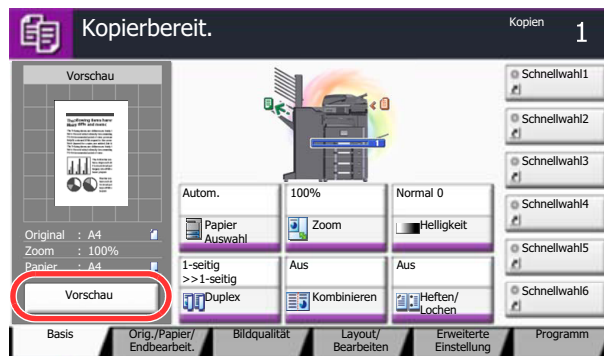 Kopierbereit.
Kopien 1
Vorschau
Original : A4
Zoom : 100%
Papier : A4
Vorschau
1
Autom.
Papier
Auswahl
100%
Zoom
Normal 0
Helligkeit
1-seitig
>>1-seitig
Duplex
Aus
Kombinieren
Aus
Heften/
Lochen
Schnellwahl1
Schnellwahl2
Schnellwahl3
Schnellwahl4
Schnellwahl5
Schnellwahl6
Basis
Orig./Papier/
Endbearbeit.
Bildqualität
Layout/
Bearbeiten
Erweiterte
Einstellung
Programm